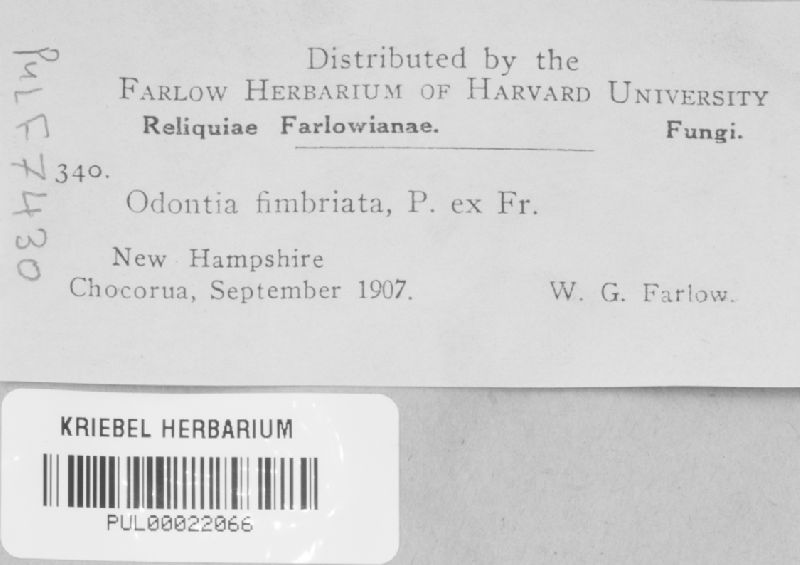 Distributed by the
FARLOW HERBARIUM OF HARVARD UNIVERSITY
Reliquiae Farlowianae. Fungi.
340.
Odontia fimbriata, P. ex Fr.
New Hampshire
Chocorua, September 1907. W. G. Farlow.
PUL F7430
KRIEBEL HERBARIUM
PUL00022066